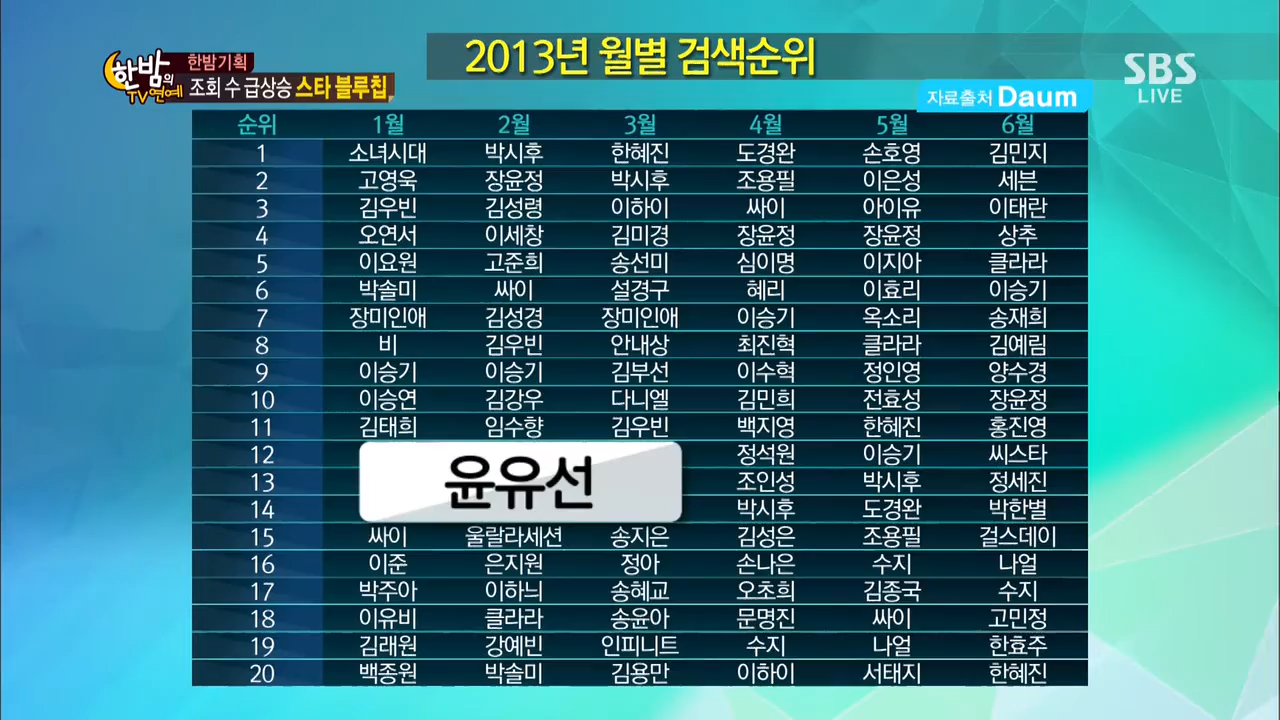 2013년 월별 검색순위
한밤의 TV연예
한밤기획
조회 수 급상승 스타 블루칩
SBS
LIVE
자료출처 Daum
순위 1월 2월 3월 4월 5월 6월
1 소녀시대 박시후 한혜진 도경완 손호영 김민지
2 고영욱 장윤정 박시후 조용필 이은성 세븐
3 김우빈 김성령 이하이 싸이 아이유 이태란
4 오연서 이세창 김미경 장윤정 장윤정 상추
5 이요원 고준희 송선미 심이명 이지아 클라라
6 박솔미 싸이 설경구 혜리 이효리 이승기
7 장미인애 김성경 장미인애 이승기 옥소리 송재희
8 비 김우빈 안내상 최진혁 클라라 김예림
9 이승기 이승기 김부선 이수혁 정인영 양수경
10 이승연 김강우 다니엘 김민희 전효성 장윤정
11 김태희 임수향 김우빈 백지영 한혜진 홍진영
12 정석원 이승기 씨스타
13 조인성 박시후 정세진
14 박시후 도경완 박한별
윤유선
15 싸이 울랄라세션 송지은 김성은 조용필 걸스데이
16 이준 은지원 정아 손나은 수지 나얼
17 박주아 이하늬 송혜교 오초희 김종국 수지
18 이유비 클라라 송윤아 문명진 싸이 고민정
19 김래원 강예빈 인피니트 수지 나얼 한효주
20 백종원 박솔미 김용만 이하이 서태지 한혜진